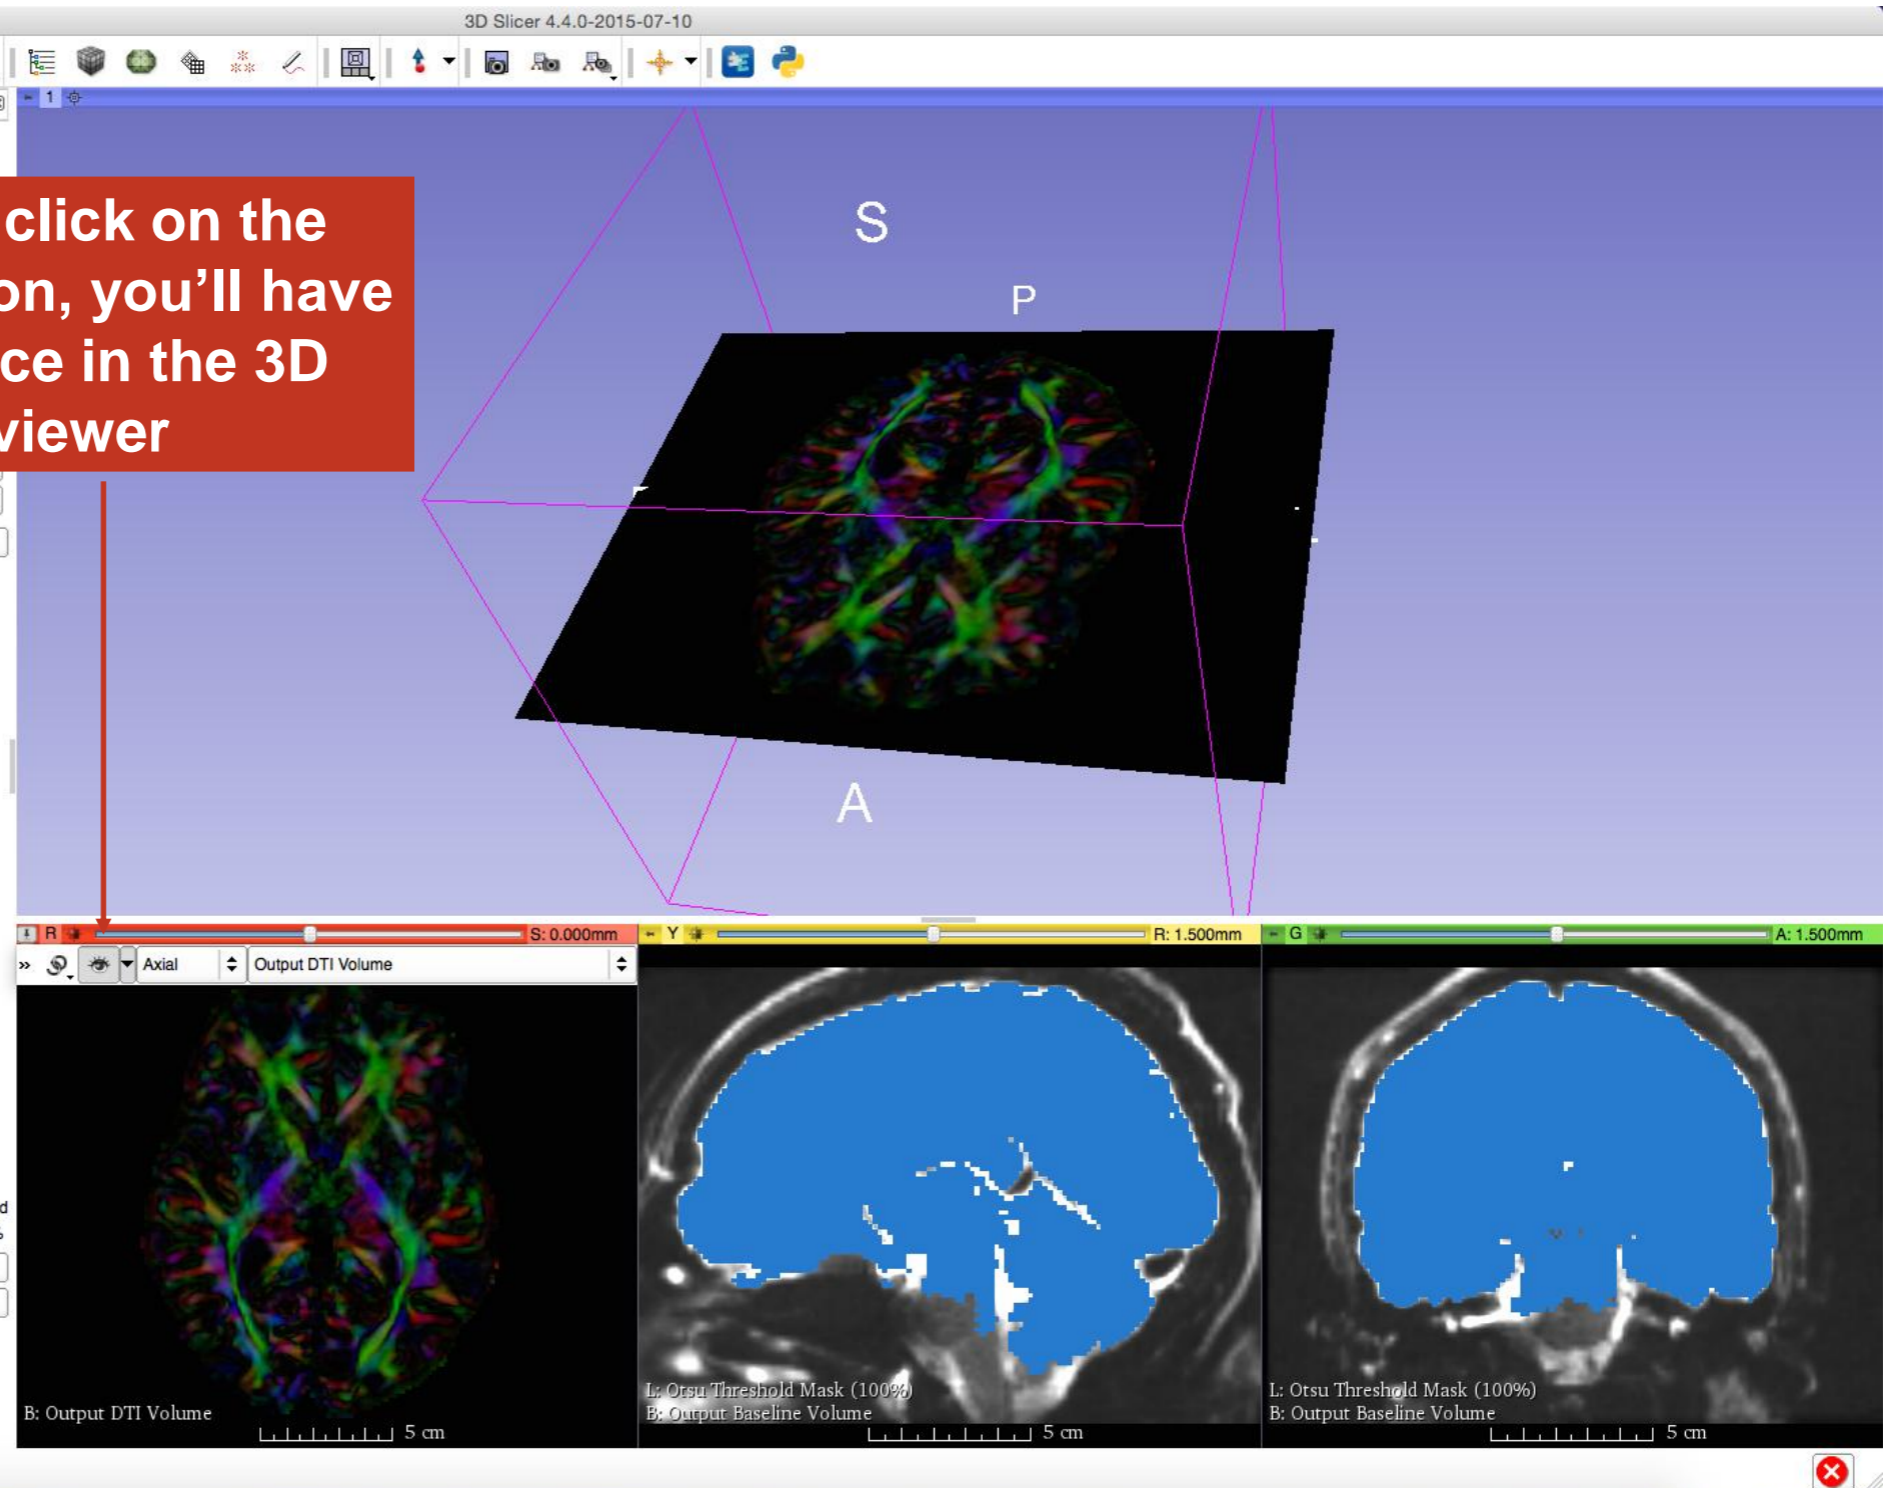 3D Slicer 4.4.0-2015-07-10
1
click on the
on, you'll have
ce in the 3D
viewer
S
P
A
R
S: 0.000mm
Y
R: 1.500mm
G
A: 1.500mm
»
Axial
Output DTI Volume
d
B: Output DTI Volume
5 cm
L: Otsu Threshold Mask (100%)
B: Output Baseline Volume
5 cm
L: Otsu Threshold Mask (100%)
B: Output Baseline Volume
5 cm